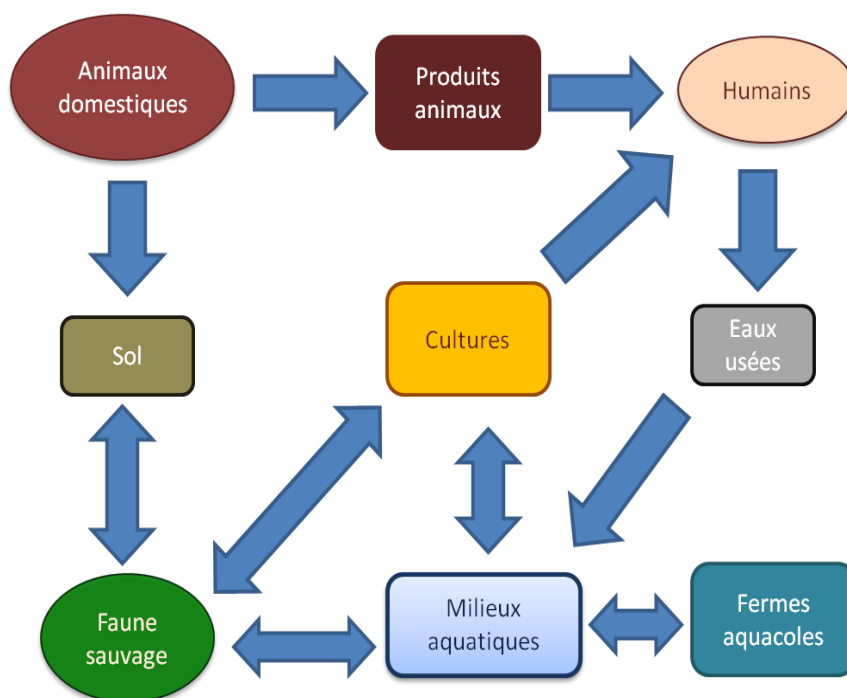 Animaux
domestiques
Produits
animaux
Humains
Sol
Cultures
Eaux
usées
Faune
sauvage
Milieux
aquatiques
Fermes
aquacoles